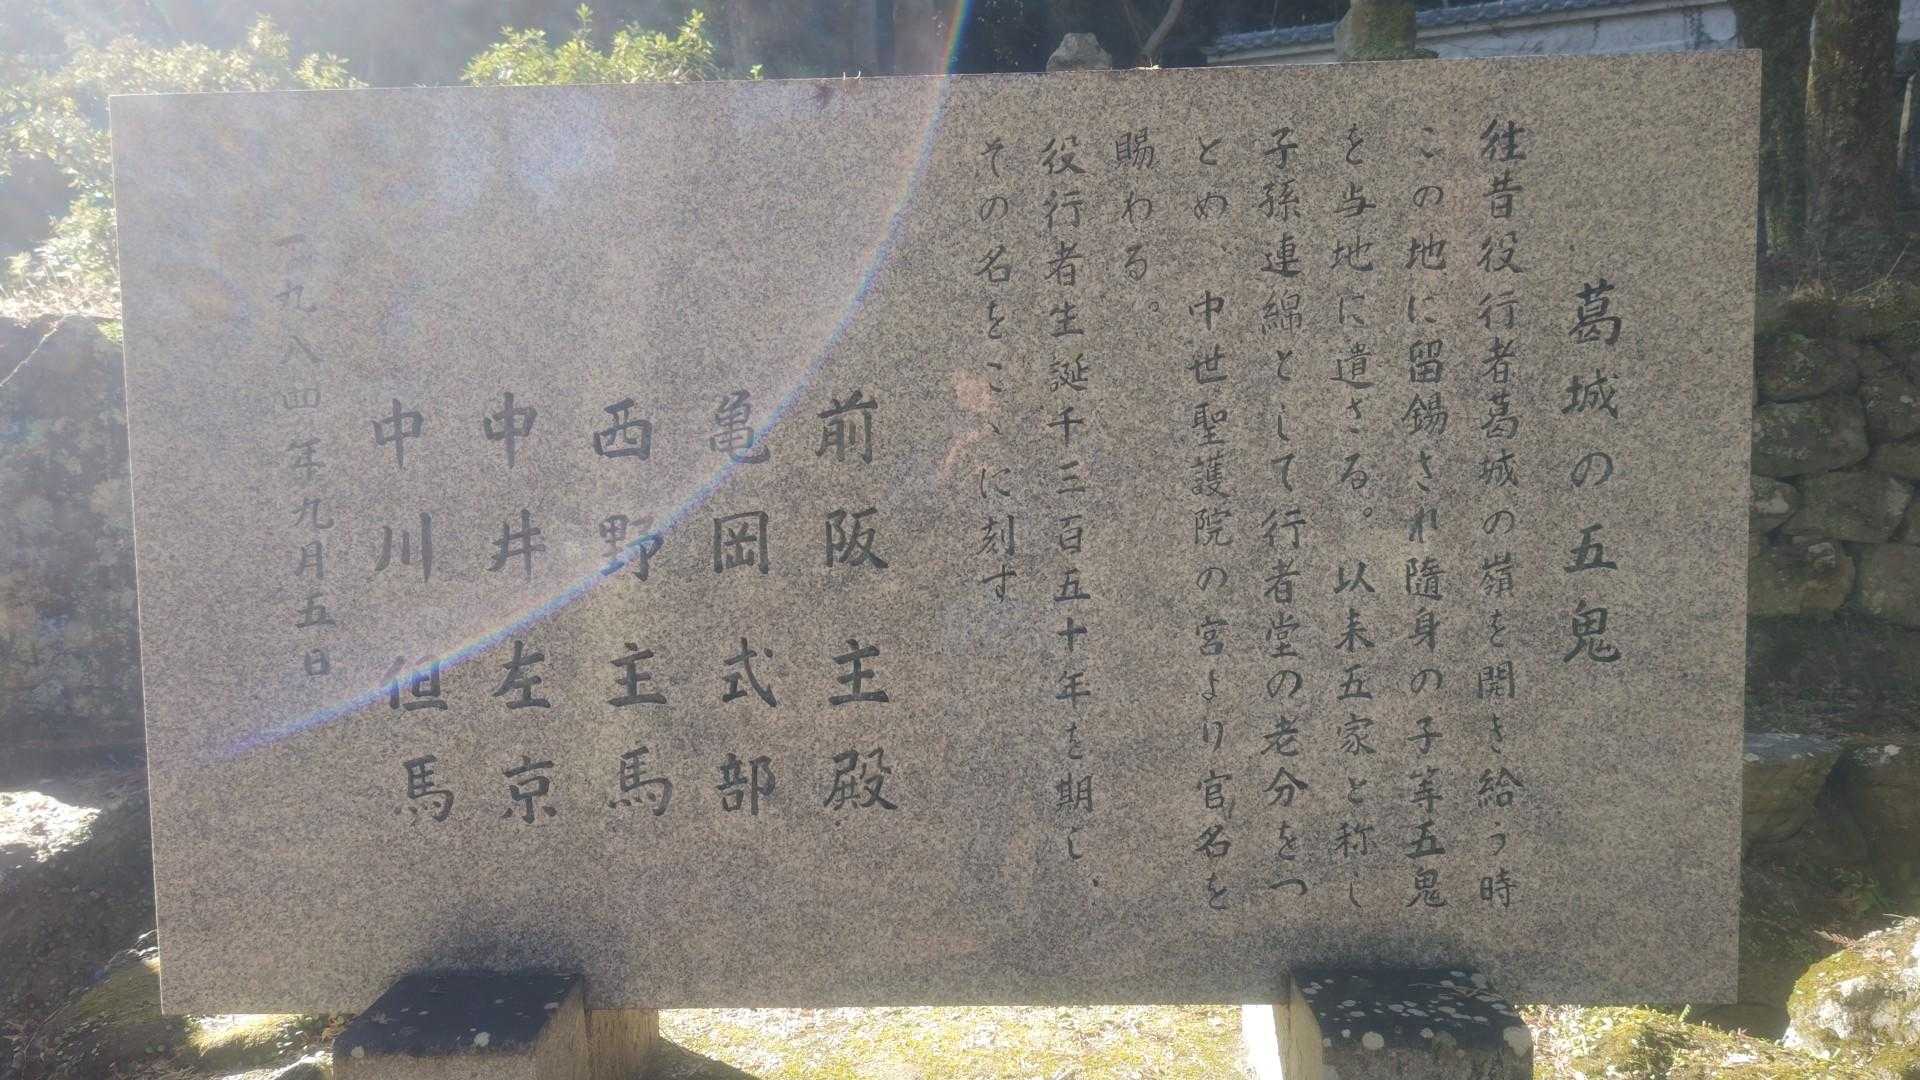 葛城の五鬼
往昔役行者葛城の嶺を開き給う時
この地に留錫され隨身の子等五鬼
を与地に遺さる。以来五家と称し
子孫連綿として行者堂の老分をつ
とめ、中世聖護院の宮より官名を
賜わる。
役行者生誕千三百五十年を期し、
その名をこゝに刻す
前阪主殿
亀岡式部
西野主馬
中井左京
中川但馬
一九八四年九月五日